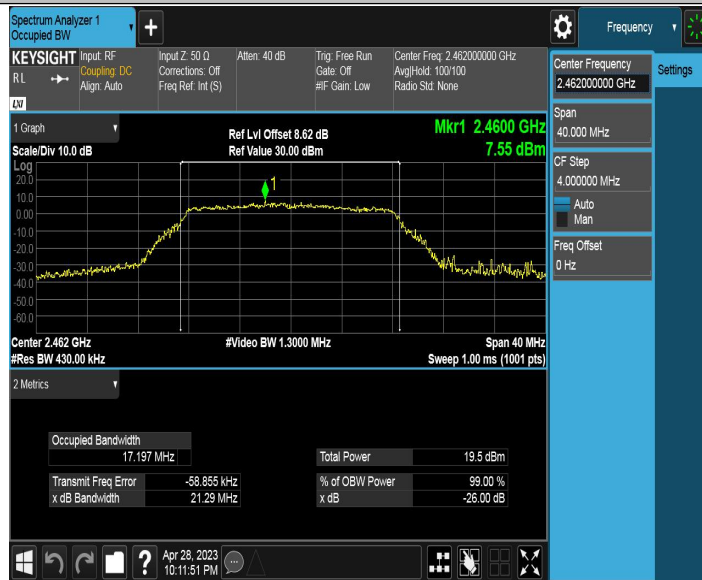 Spectrum Analyzer 1
Occupied BW
+
Frequency
KEYSIGHT
RL
LXI
Input: RF
Coupling: DC
Align: Auto
Input Z: 50 Ω
Corrections: Off
Freq Ref: Int (S)
Atten: 40 dB
Trig: Free Run
Gate: Off
#IF Gain: Low
Center Freq: 2.462000000 GHz
Avg|Hold: 100/100
Radio Std: None
Center Frequency
2.462000000 GHz
Settings
Span
40.000 MHz
CF Step
4.000000 MHz
Auto
Man
Freq Offset
0 Hz
1 Graph
Scale/Div 10.0 dB
Ref Lvl Offset 8.62 dB
Ref Value 30.00 dBm
Mkr1 2.4600 GHz
7.55 dBm
Log
20.0
10.0
0.00
-10.0
-20.0
-30.0
-40.0
-50.0
-60.0
1
Center 2.462 GHz
#Video BW 1.3000 MHz
Span 40 MHz
#Res BW 430.00 kHz
Sweep 1.00 ms (1001 pts)
2 Metrics
Occupied Bandwidth
17.197 MHz
Total Power 19.5 dBm
Transmit Freq Error -58.855 kHz
% of OBW Power 99.00 %
x dB Bandwidth 21.29 MHz
x dB -26.00 dB
?
Apr 28, 2023
10:11:51 PM